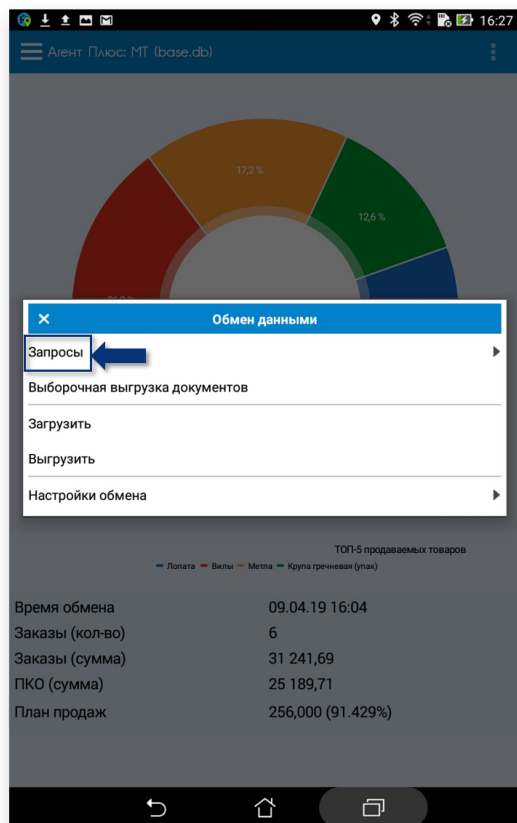 16:27
Агент Плюс: МТ (base.db)
17,2 %
12,6 %
Обмен данными
Запросы
Выборочная выгрузка документов
Загрузить
Выгрузить
Настройки обмена
ТОП-5 продаваемых товаров
Лопата Вилы Метла Крупа гречневая (упак)
Время обмена 09.04.19 16:04
Заказы (кол-во) 6
Заказы (сумма) 31 241,69
ПКО (сумма) 25 189,71
План продаж 256,000 (91.429%)